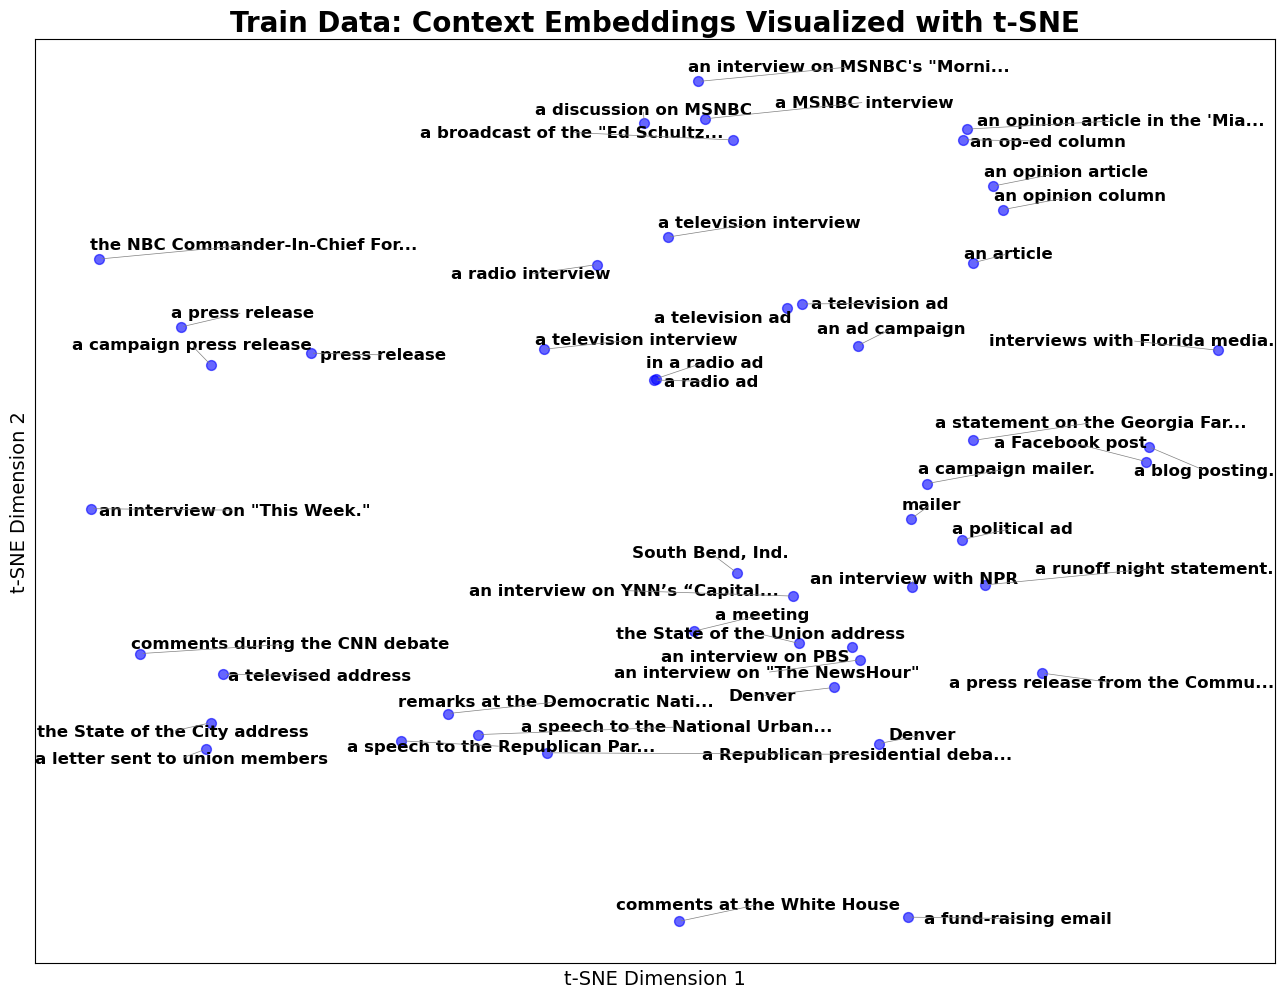 Train Data: Context Embeddings Visualized with t-SNE
an interview on MSNBC's "Morni...
a MSNBC interview
a discussion on MSNBC
an opinion article in the 'Mia...
a broadcast of the "Ed Schultz...
an op-ed column
an opinion article
an opinion column
a television interview
the NBC Commander-In-Chief For...
an article
a radio interview
a television ad
a press release
a television ad
an ad campaign
a television interview
interviews with Florida media.
a campaign press release
press release
in a radio ad
a radio ad
a statement on the Georgia Far...
a Facebook post
a campaign mailer.
a blog posting.
mailer
an interview on "This Week."
a political ad
South Bend, Ind.
a runoff night statement.
an interview with NPR
an interview on YNN’s “Capital...
a meeting
the State of the Union address
comments during the CNN debate
an interview on PBS
an interview on "The NewsHour"
a televised address
a press release from the Commu...
Denver
remarks at the Democratic Nati...
a speech to the National Urban...
the State of the City address
Denver
a speech to the Republican Par...
a Republican presidential deba...
a letter sent to union members
comments at the White House
a fund-raising email
t-SNE Dimension 1
t-SNE Dimension 2